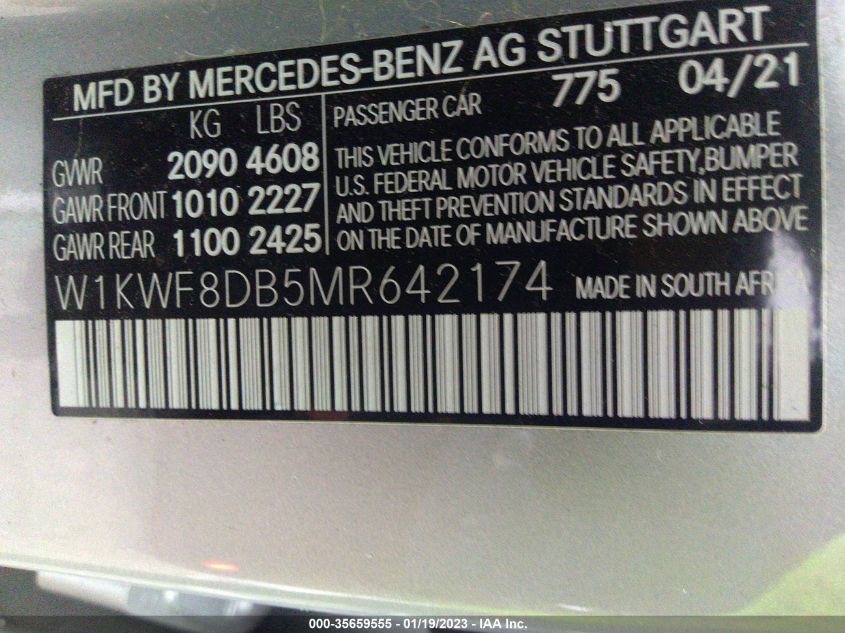 MFD BY MERCEDES-BENZ AG STUTTGART
KG LBS
GVWR 2090 4608
GAWR FRONT 1010 2227
GAWR REAR 1100 2425
PASSENGER CAR 775 04/21
THIS VEHICLE CONFORMS TO ALL APPLICABLE
U.S. FEDERAL MOTOR VEHICLE SAFETY,BUMPER
AND THEFT PREVENTION STANDARDS IN EFFECT
ON THE DATE OF MANUFACTURE SHOWN ABOVE
W1KWF8DB5MR642174 MADE IN SOUTH AFRICA
000-35659555 - 01/19/2023 - IAA Inc.